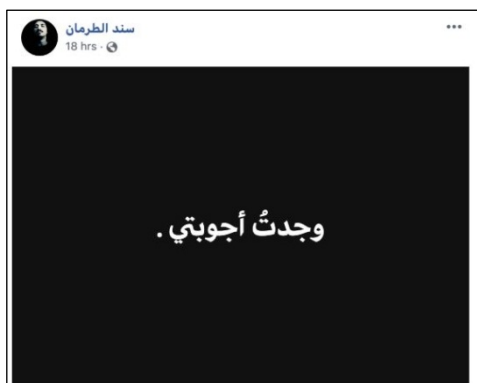 سند الطرمان
18 hrs ·
وجدتُ أجوبتي .